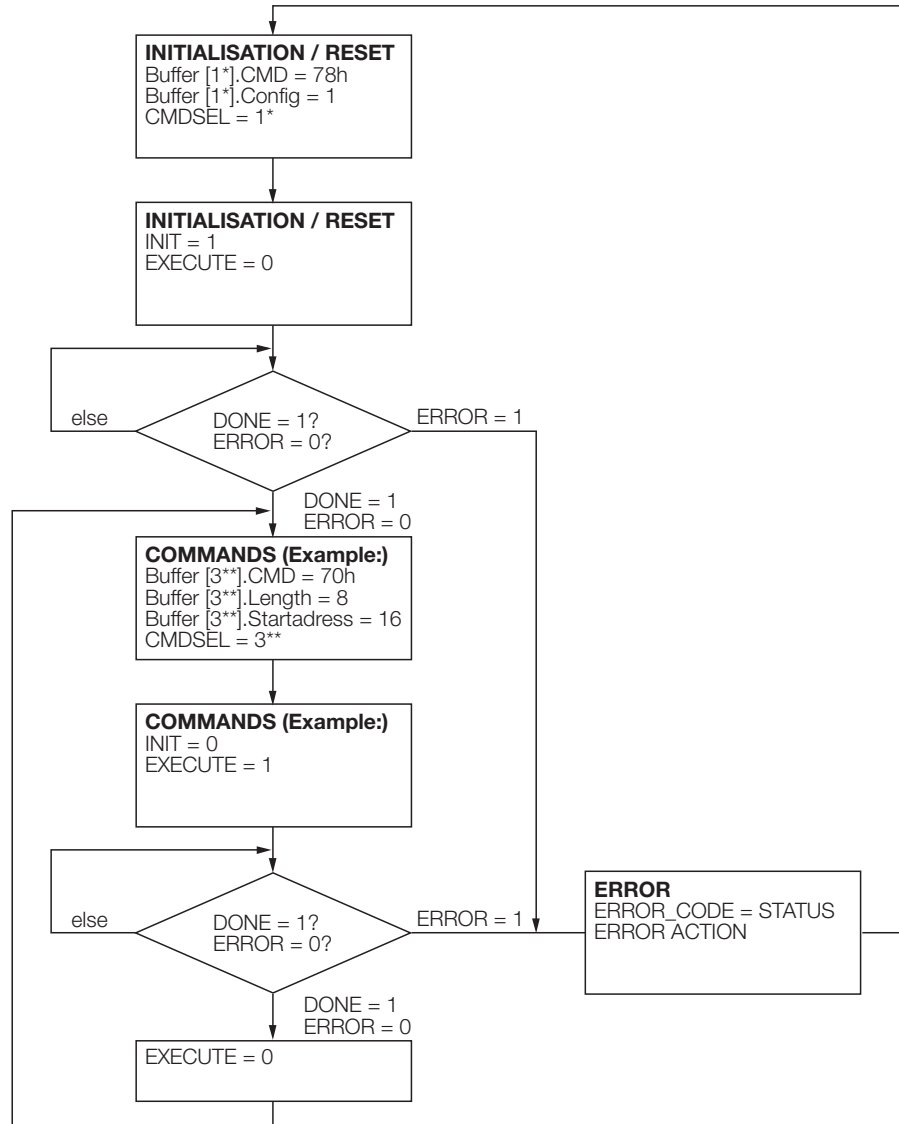 INITIALISATION / RESET
Buffer [1*].CMD = 78h
Buffer [1*].Config = 1
CMDSEL = 1*
INITIALISATION / RESET
INIT = 1
EXECUTE = 0
else
DONE = 1?
ERROR = 0?
ERROR = 1
DONE = 1
ERROR = 0
COMMANDS (Example:)
Buffer [3**].CMD = 70h
Buffer [3**].Length = 8
Buffer [3**].Startadress = 16
CMDSEL = 3**
COMMANDS (Example:)
INIT = 0
EXECUTE = 1
else
DONE = 1?
ERROR = 0?
ERROR = 1
ERROR
ERROR_CODE = STATUS
ERROR ACTION
DONE = 1
ERROR = 0
EXECUTE = 0